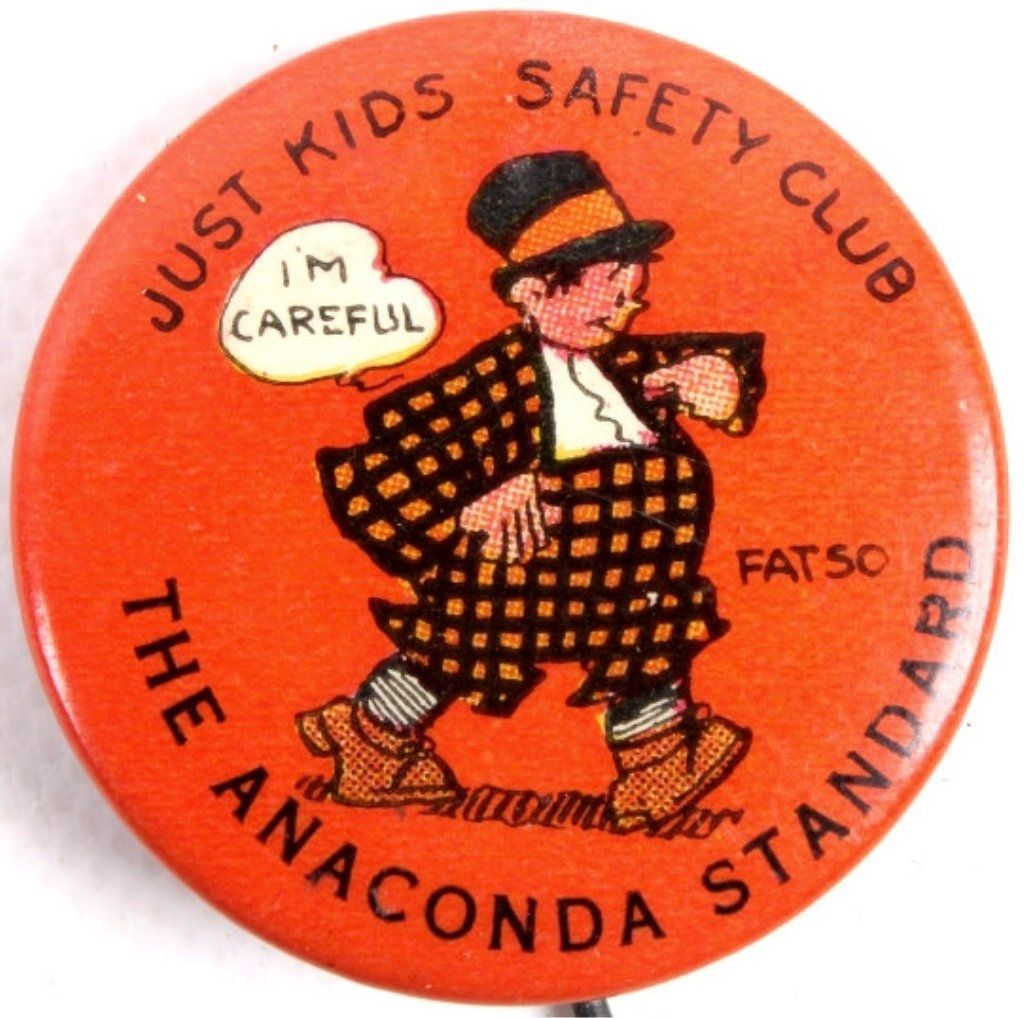 JUST KIDS SAFETY CLUB
I'M
CAREFUL
FATSO
THE ANACONDA STANDARD